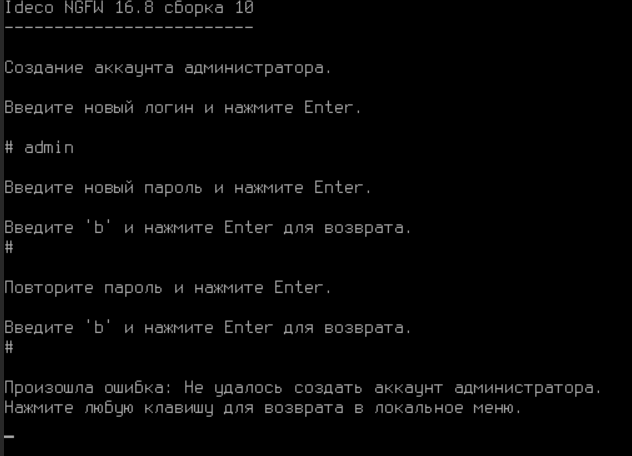 Ideco NGFW 16.8 сборка 10
-------------------------
Создание аккаунта администратора.
Введите новый логин и нажмите Enter.
# admin
Введите новый пароль и нажмите Enter.
Введите 'b' и нажмите Enter для возврата.
#
Повторите пароль и нажмите Enter.
Введите 'b' и нажмите Enter для возврата.
#
Произошла ошибка: Не удалось создать аккаунт администратора.
Нажмите любую клавишу для возврата в локальное меню.